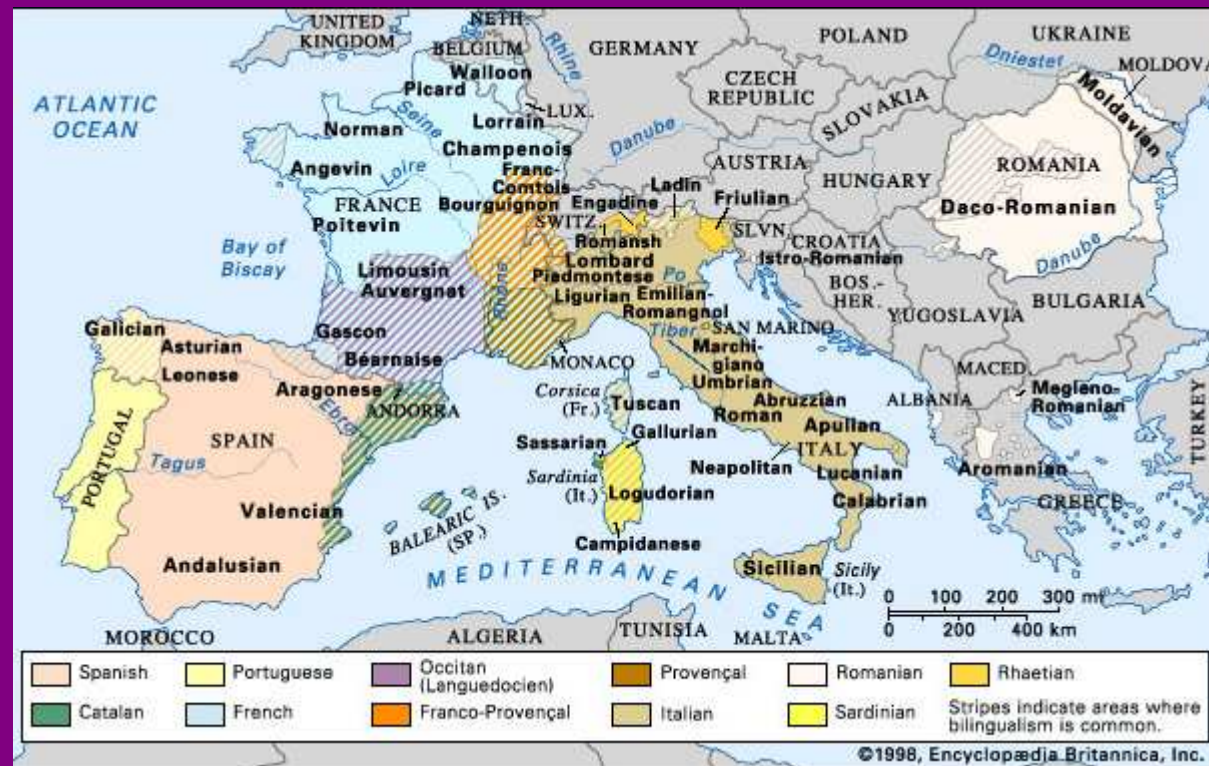 UNITED
KINGDOM
NETH.
BELGIUM
Rhine
GERMANY
POLAND
UKRAINE
Dniester
MOLDOVA
Moldavian
ATLANTIC
OCEAN
Walloon
Picard
LUX.
CZECH
REPUBLIC
SLOVAKIA
Norman
Seine
Lorrain
Champenois
Danube
AUSTRIA
HUNGARY
ROMANIA
Angevin
Loire
Franc-
Comtois
Ladin
Engadine
Friulian
FRANCE
Bourguignon
SWITZ.
SLVN.
Daco-Romanian
Poitevin
Romansh
CROATIA
Istro-Romanian
Danube
Bay of
Biscay
Lombard
Piedmontese
Po
BOS.-
HER.
Limousin
Auvergnat
Rhône
Ligurian
Emilian-
Romangnol
YUGOSLAVIA
BULGARIA
Galician
Asturian
Leonese
Gascon
Béarnaise
Tiber
SAN MARINO
MONACO
Marchi-
giano
Umbrian
MACED.
Aragonese
ANDORRA
Ebro
Corsica
(Fr.)
Tuscan
Roman
Abruzzian
ALBANIA
Megleno-
Romanian
TURKEY
PORTUGAL
SPAIN
Tagus
Sassarian
Gallurian
Apulian
ITALY
Neapolitan
Sardinia
(It.)
Logudorian
Lucanian
Aromanian
GREECE
Valencian
BALEARIC IS.
(SP.)
Calabrian
Campidanese
Andalusian
MEDITERRANEAN SEA
Sicilian
Sicily
(It.)
0 100 200 300 mi
0 200 400 km
MOROCCO
ALGERIA
TUNISIA
MALTA
Spanish
Portuguese
Occitan
(Languedocien)
Provençal
Romanian
Rhaetian
Catalan
French
Franco-Provençal
Italian
Sardinian
Stripes indicate areas where
bilingualism is common.
©1998, Encyclopædia Britannica, Inc.